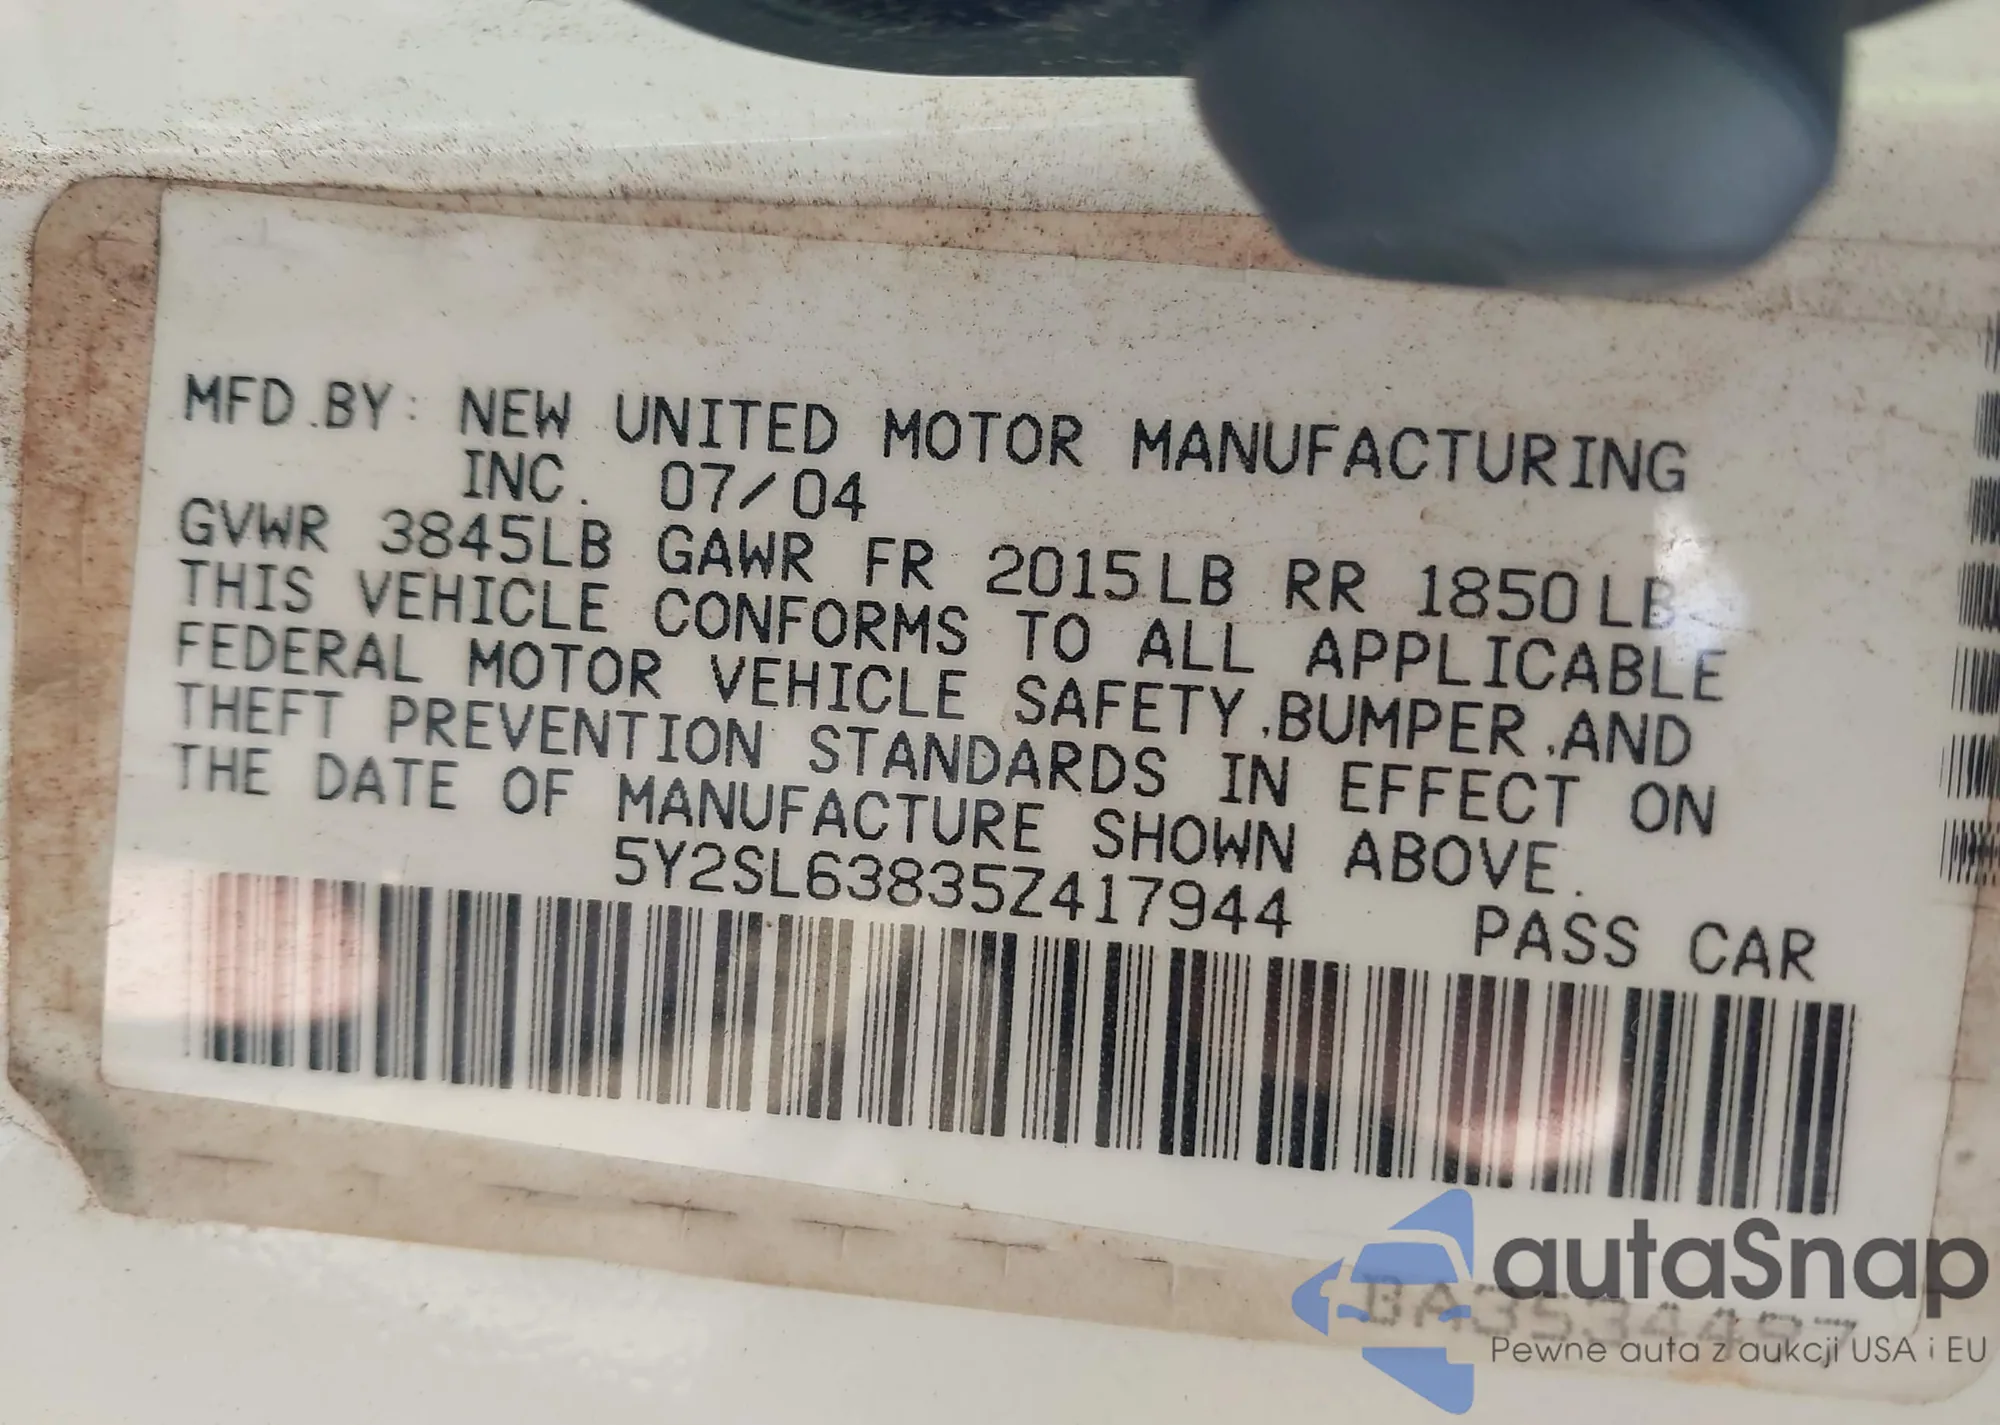 MFD.BY: NEW UNITED MOTOR MANUFACTURING
INC. 07/04
GVWR 3845LB GAWR FR 2015LB RR 1850LB
THIS VEHICLE CONFORMS TO ALL APPLICABLE
FEDERAL MOTOR VEHICLE SAFETY,BUMPER,AND
THEFT PREVENTION STANDARDS IN EFFECT ON
THE DATE OF MANUFACTURE SHOWN ABOVE.
5Y2SL63835Z417944 PASS CAR
autaSnap
Pewne auta z aukcji USA i EU